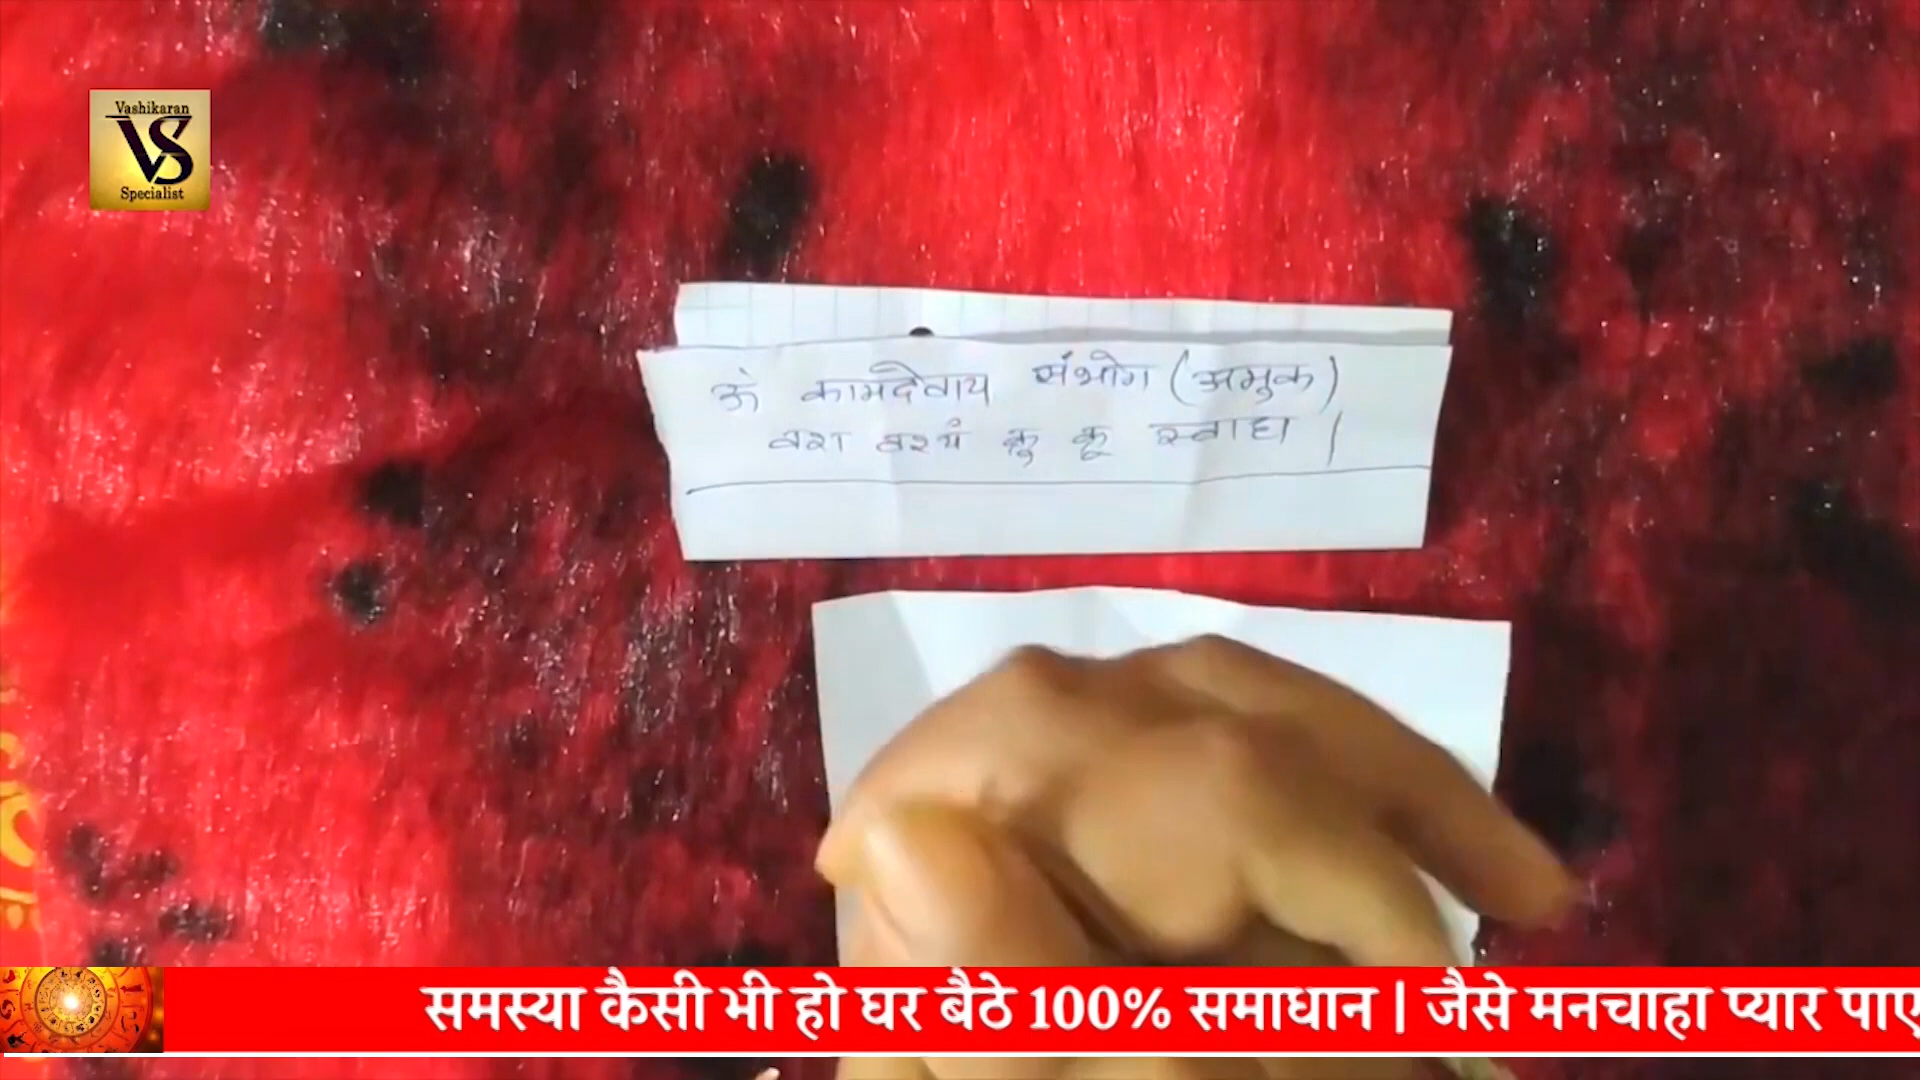 Vashikaran
VS
Specialist
ॐ कामदेवाय संभोग (अमुक)
वश वश्यं कु कू स्वाहा ।
समस्या कैसी भी हो घर बैठे 100% समाधान | जैसे मनचाहा प्यार पाए